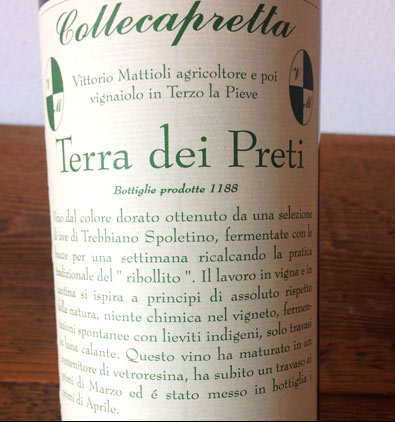 Collecapretta
Vittorio Mattioli agricoltore e poi
vignaiolo in Terzo la Pieve
V M
V M
Terra dei Preti
Bottiglie prodotte 1188
Vino dal colore dorato ottenuto da una selezione
di uve di Trebbiano Spoletino, fermentate con le
bucce per una settimana ricalcando la pratica
tradizionale del " ribollito ". Il lavoro in vigna e in
cantina si ispira a principi di assoluto rispetto
della natura, niente chimica nel vigneto, fermen-
tazioni spontanee con lieviti indigeni, solo travasi
in luna calante. Questo vino ha maturato in un
contenitore di vetroresina, ha subito un travaso ai
primi di Marzo ed é stato messo in bottiglia i
primi di Aprile.